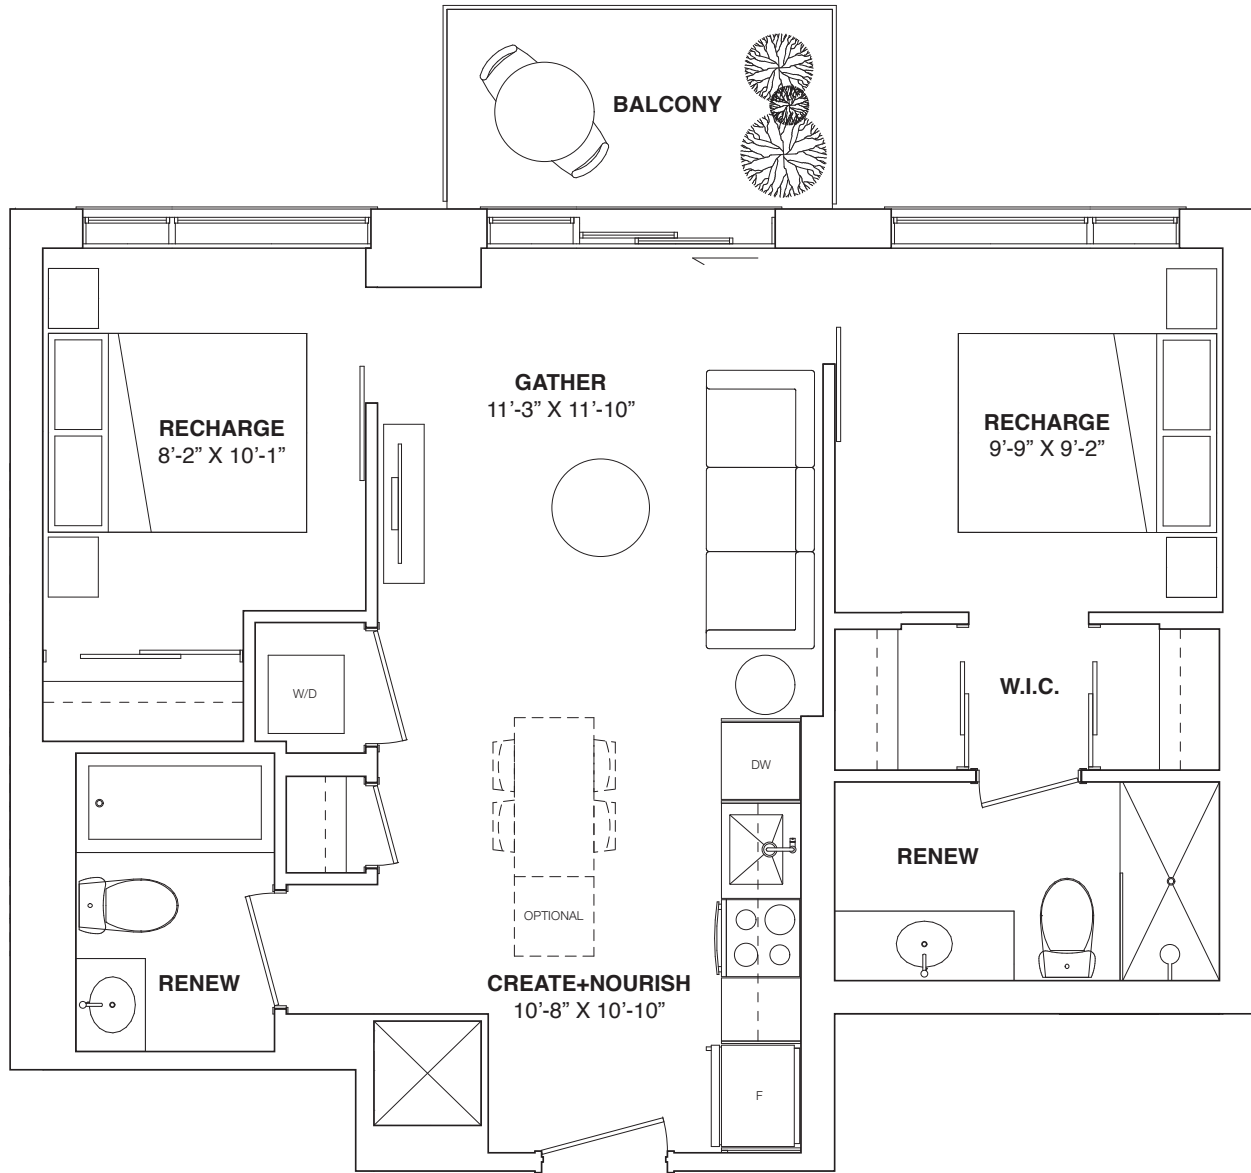 BALCONY
GATHER
11’-3” X 11’-10”
RECHARGE
8’-2” X 10’-1”
RECHARGE
9’-9” X 9’-2”
W/D
W.I.C.
DW
RENEW
OPTIONAL
RENEW
CREATE+NOURISH
10’-8” X 10’-10”
F